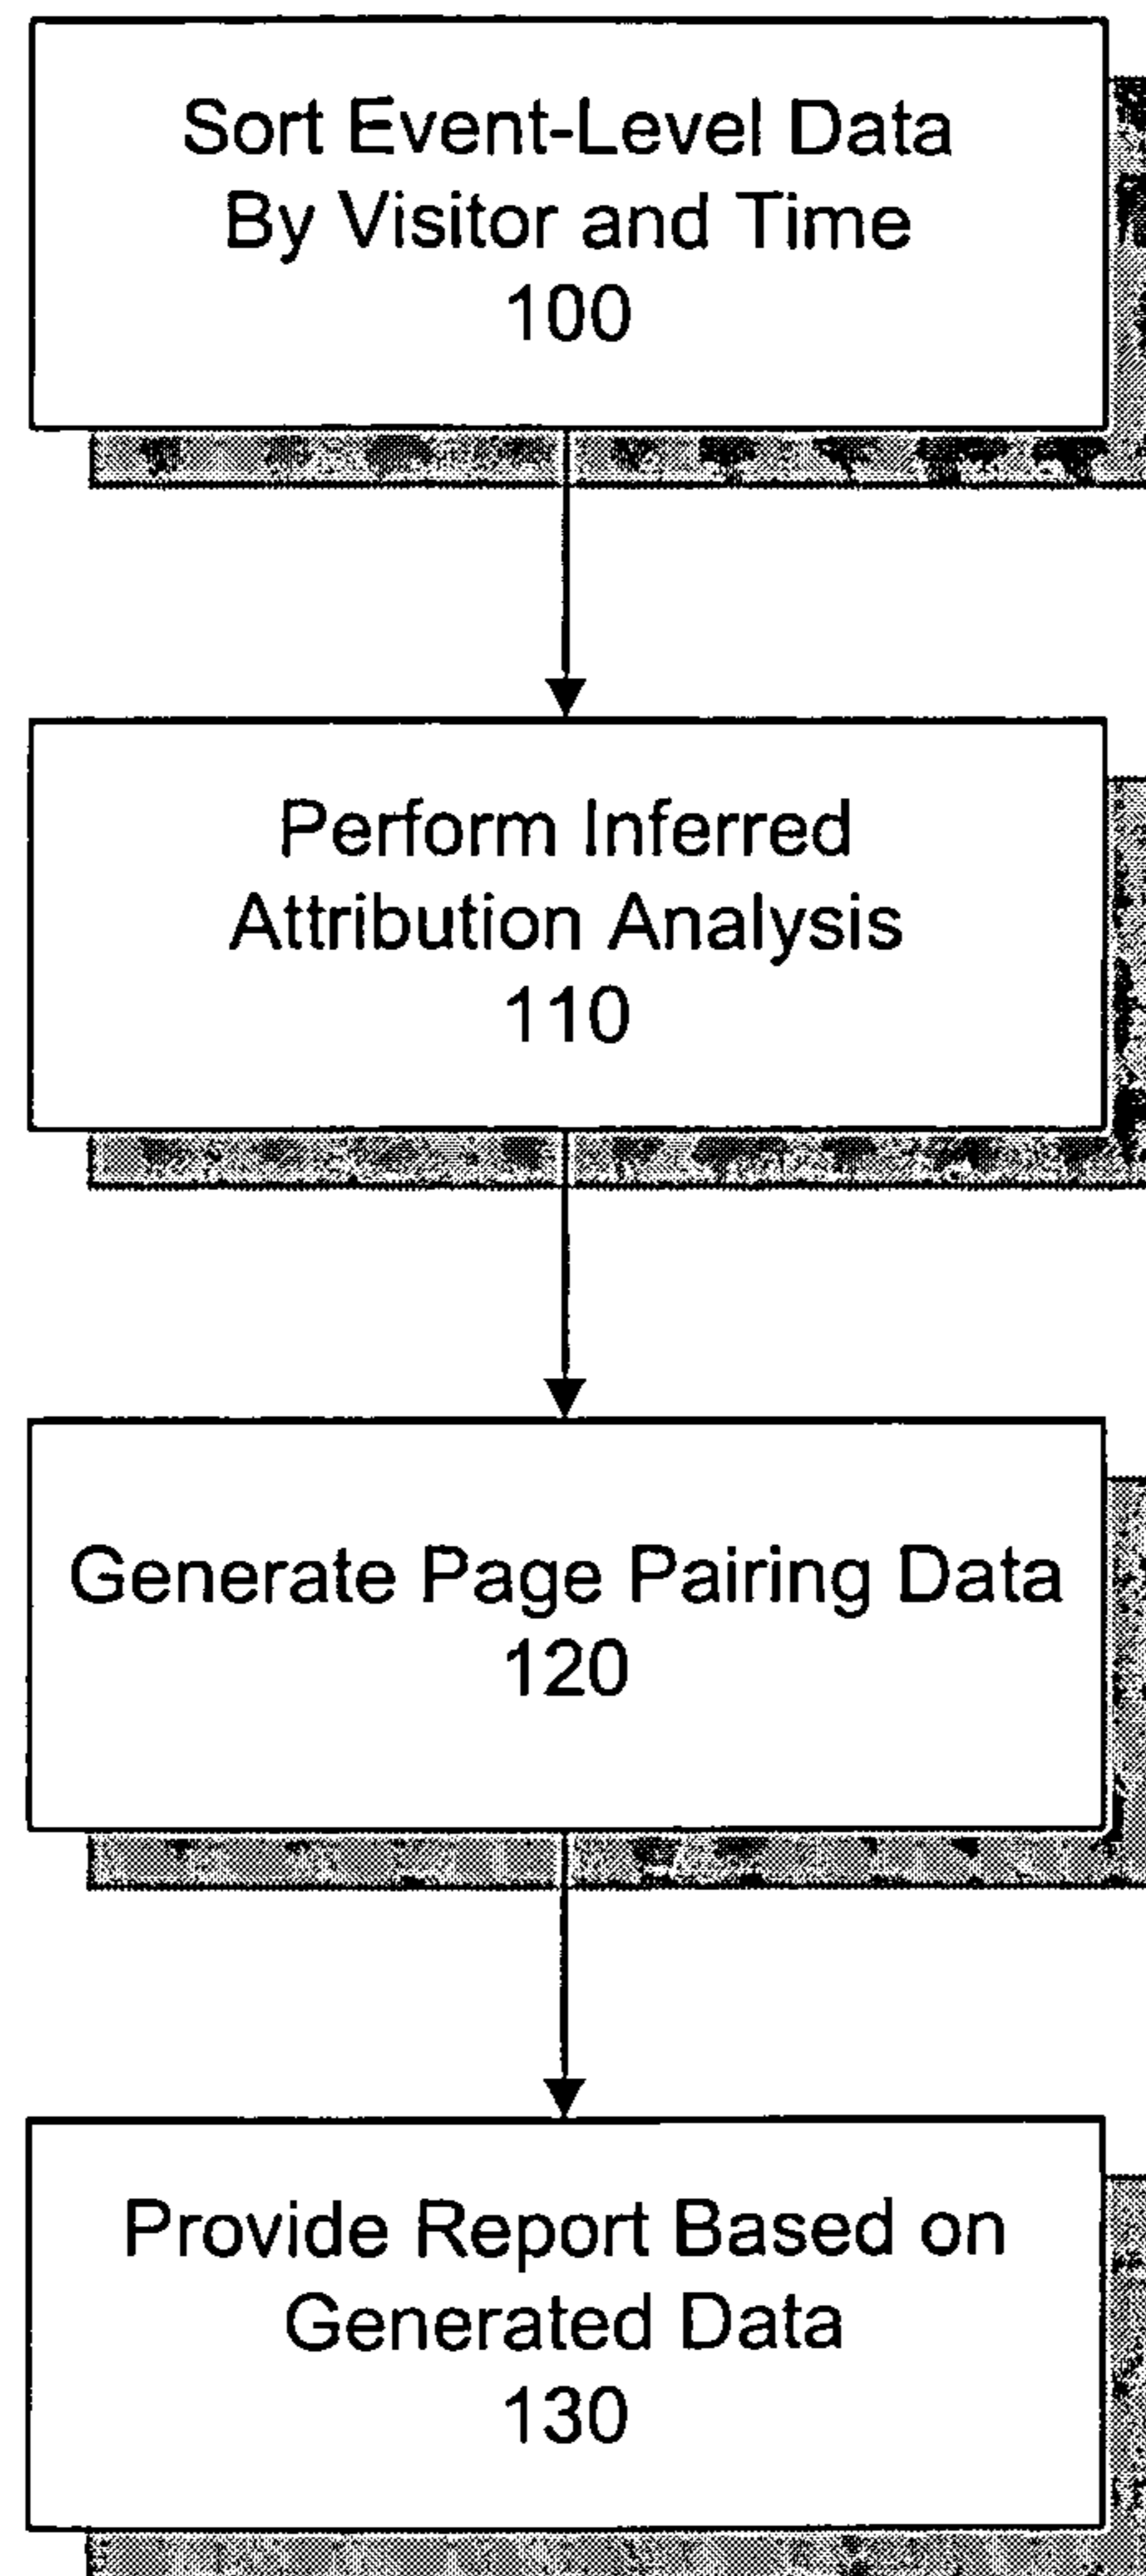 Sort Event-Level Data
By Visitor and Time
100
Perform Inferred
Attribution Analysis
110
Generate Page Pairing Data
120
Provide Report Based on
Generated Data
130